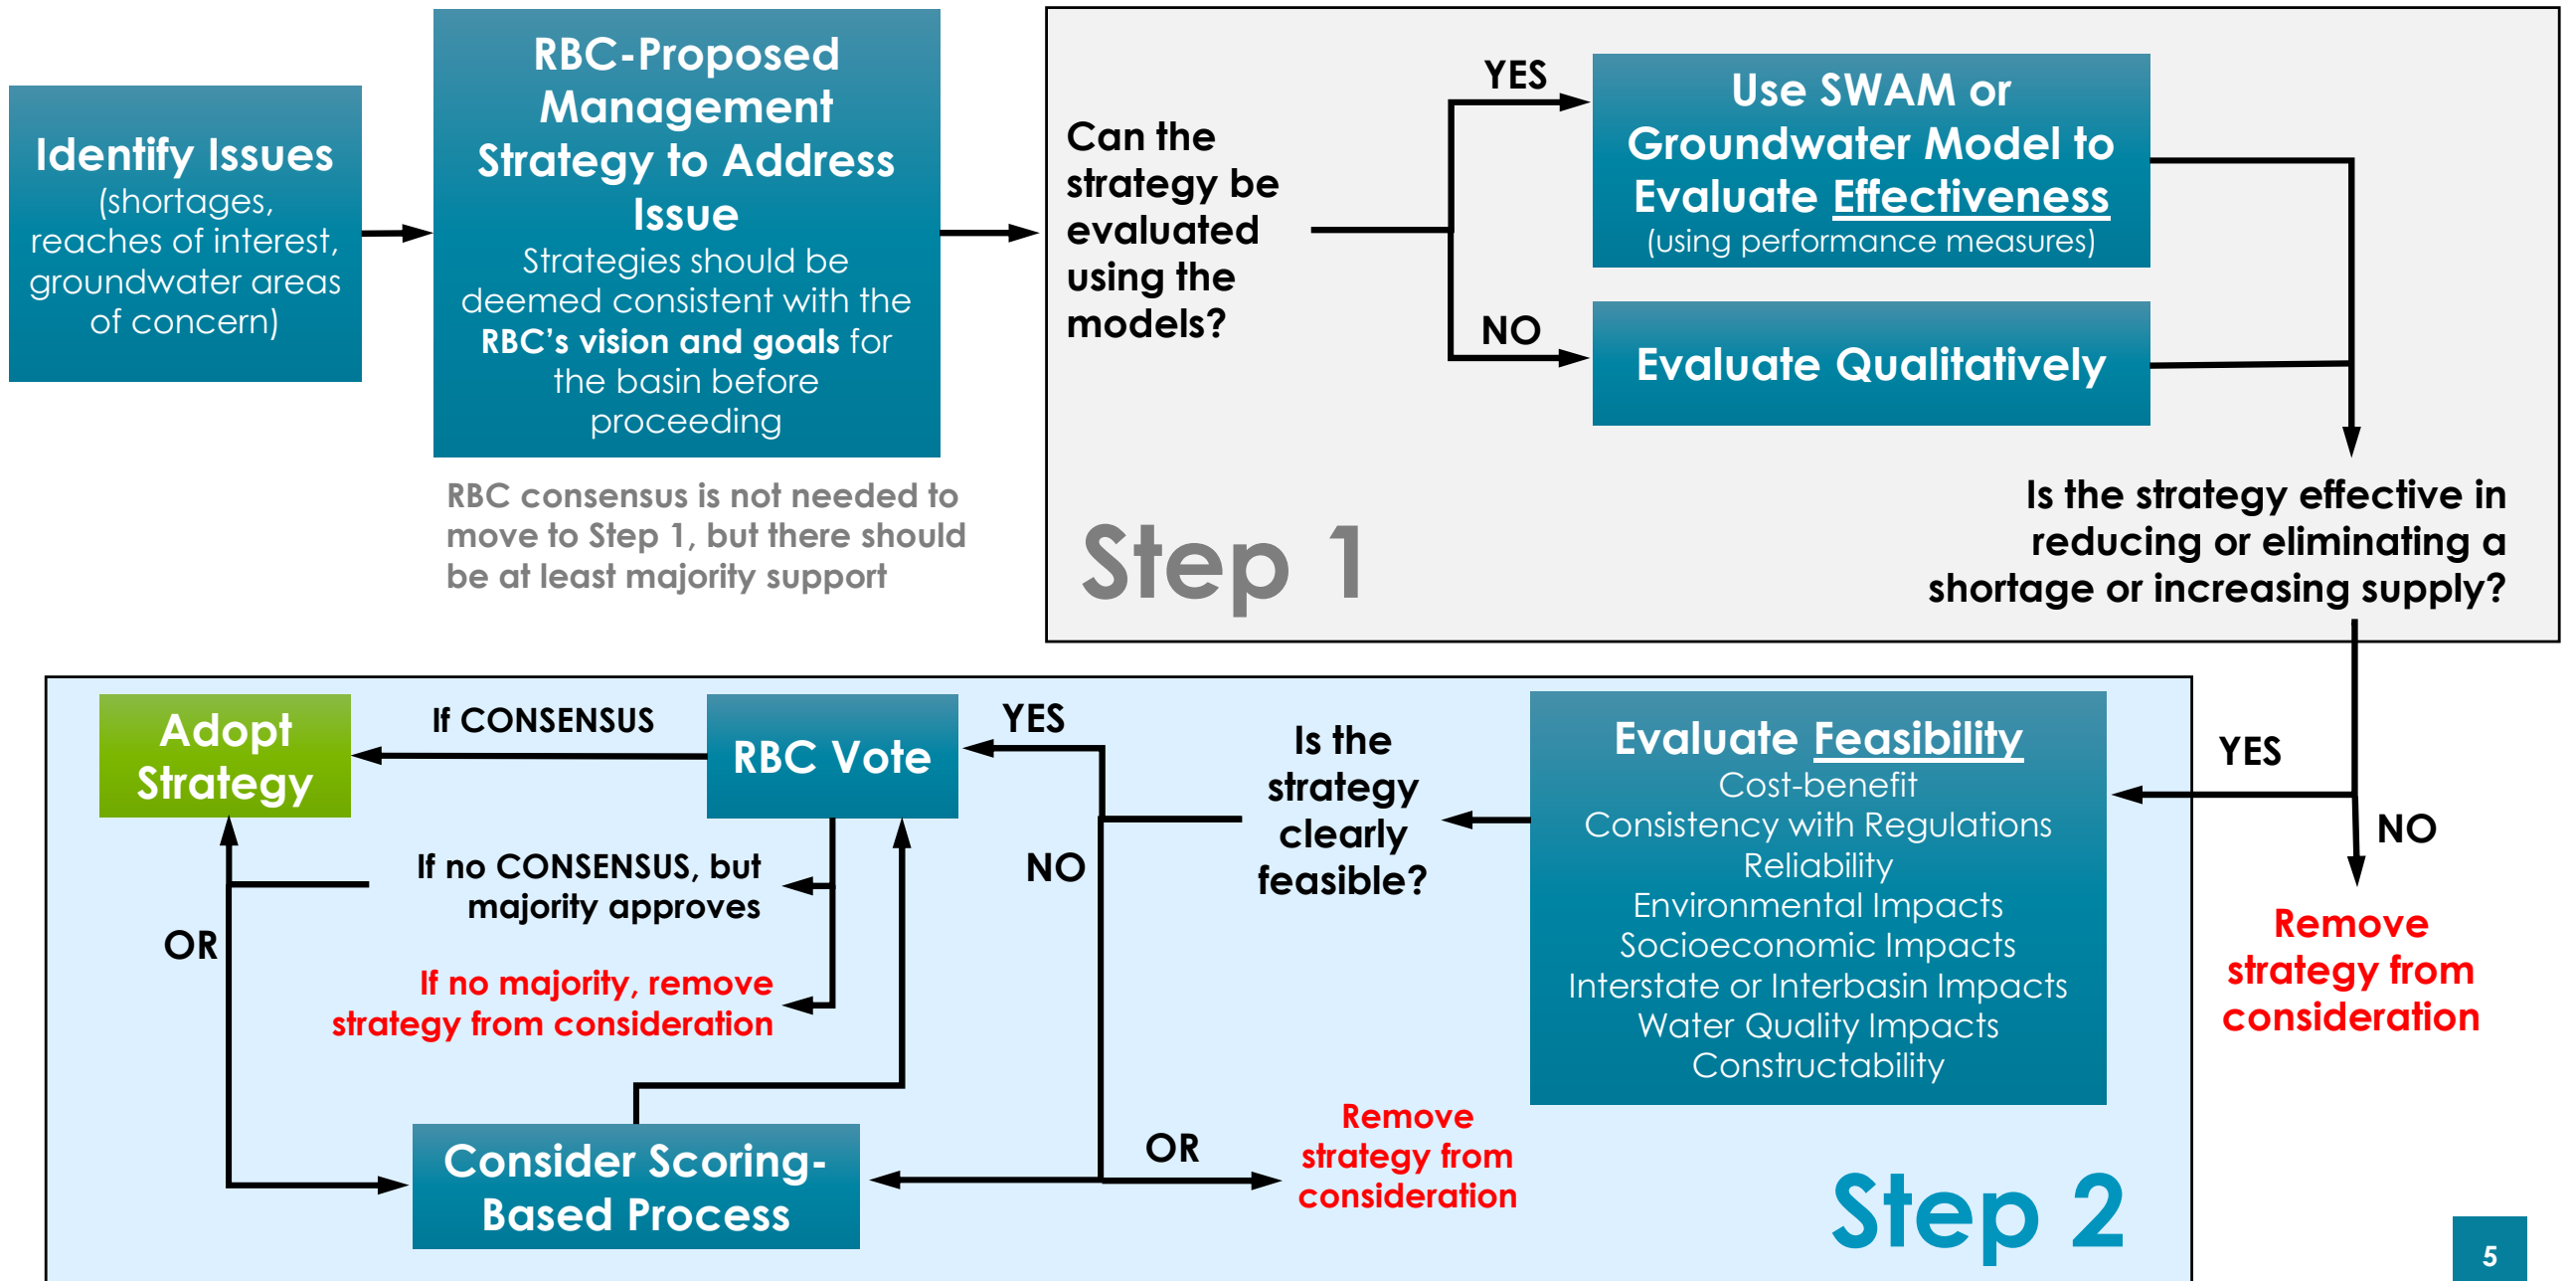 Identify Issues
(shortages,
reaches of interest,
groundwater areas
of concern)
RBC-Proposed
Management
Strategy to Address
Issue
Strategies should be
deemed consistent with the
RBC's vision and goals for
the basin before
proceeding
RBC consensus is not needed to
move to Step 1, but there should
be at least majority support
Can the
strategy be
evaluated
using the
models?
YES
Use SWAM or
Groundwater Model to
Evaluate Effectiveness
(using performance measures)
NO
Evaluate Qualitatively
Is the strategy effective in
reducing or eliminating a
shortage or increasing supply?
Step 1
YES
NO
Remove
strategy from
consideration
Evaluate Feasibility
Cost-benefit
Consistency with Regulations
Reliability
Environmental Impacts
Socioeconomic Impacts
Interstate or Interbasin Impacts
Water Quality Impacts
Constructability
Is the
strategy
clearly
feasible?
YES
NO
OR
Remove
strategy from
consideration
RBC Vote
If CONSENSUS
Adopt
Strategy
If no CONSENSUS, but
majority approves
If no majority, remove
strategy from consideration
OR
Consider Scoring-
Based Process
Step 2
5